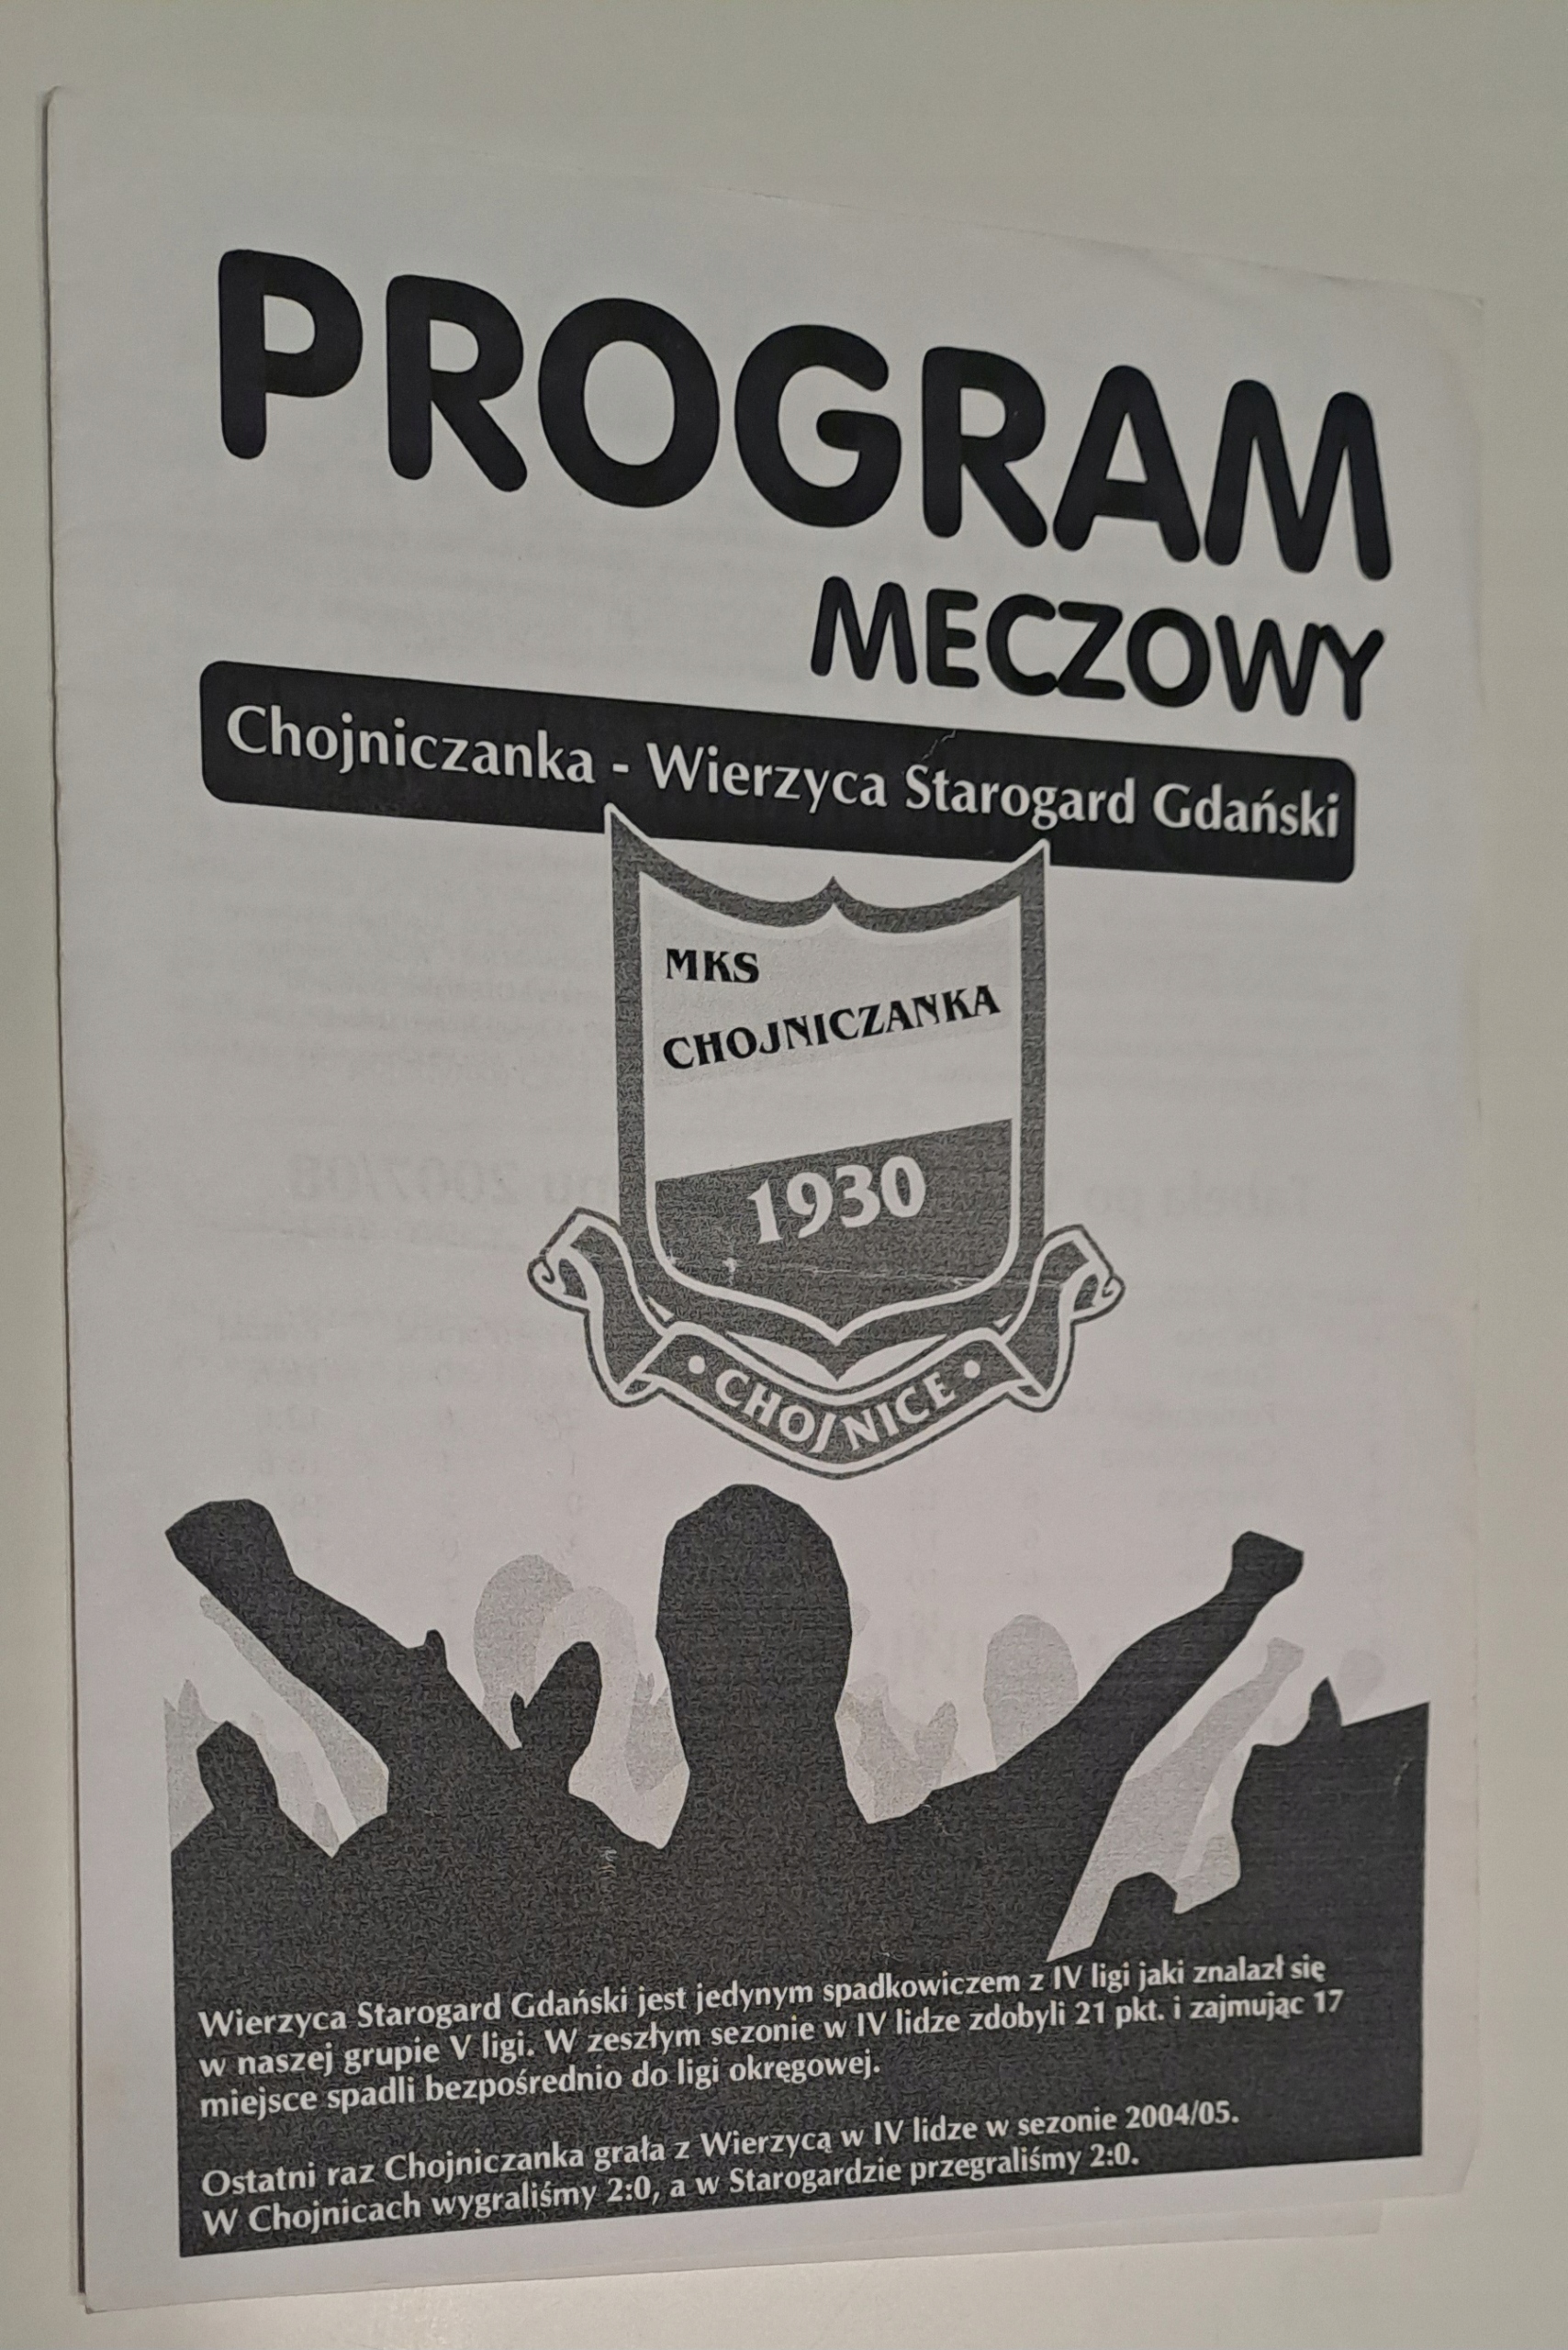 PROGRAM
MECZOWY
Chojniczanka - Wierzyca Starogard Gdański
MKS
CHOJNICZANKA
1930
• CHOJNICE •
Wierzyca Starogard Gdański jest jedynym spadkowiczem z IV ligi jaki znalazł się
w naszej grupie V ligi. W zeszłym sezonie w IV lidze zdobyli 21 pkt. i zajmując 17
miejsce spadli bezpośrednio do ligi okręgowej.
Ostatni raz Chojniczanka grała z Wierzycą w IV lidze w sezonie 2004/05.
W Chojnicach wygraliśmy 2:0, a w Starogardzie przegraliśmy 2:0.